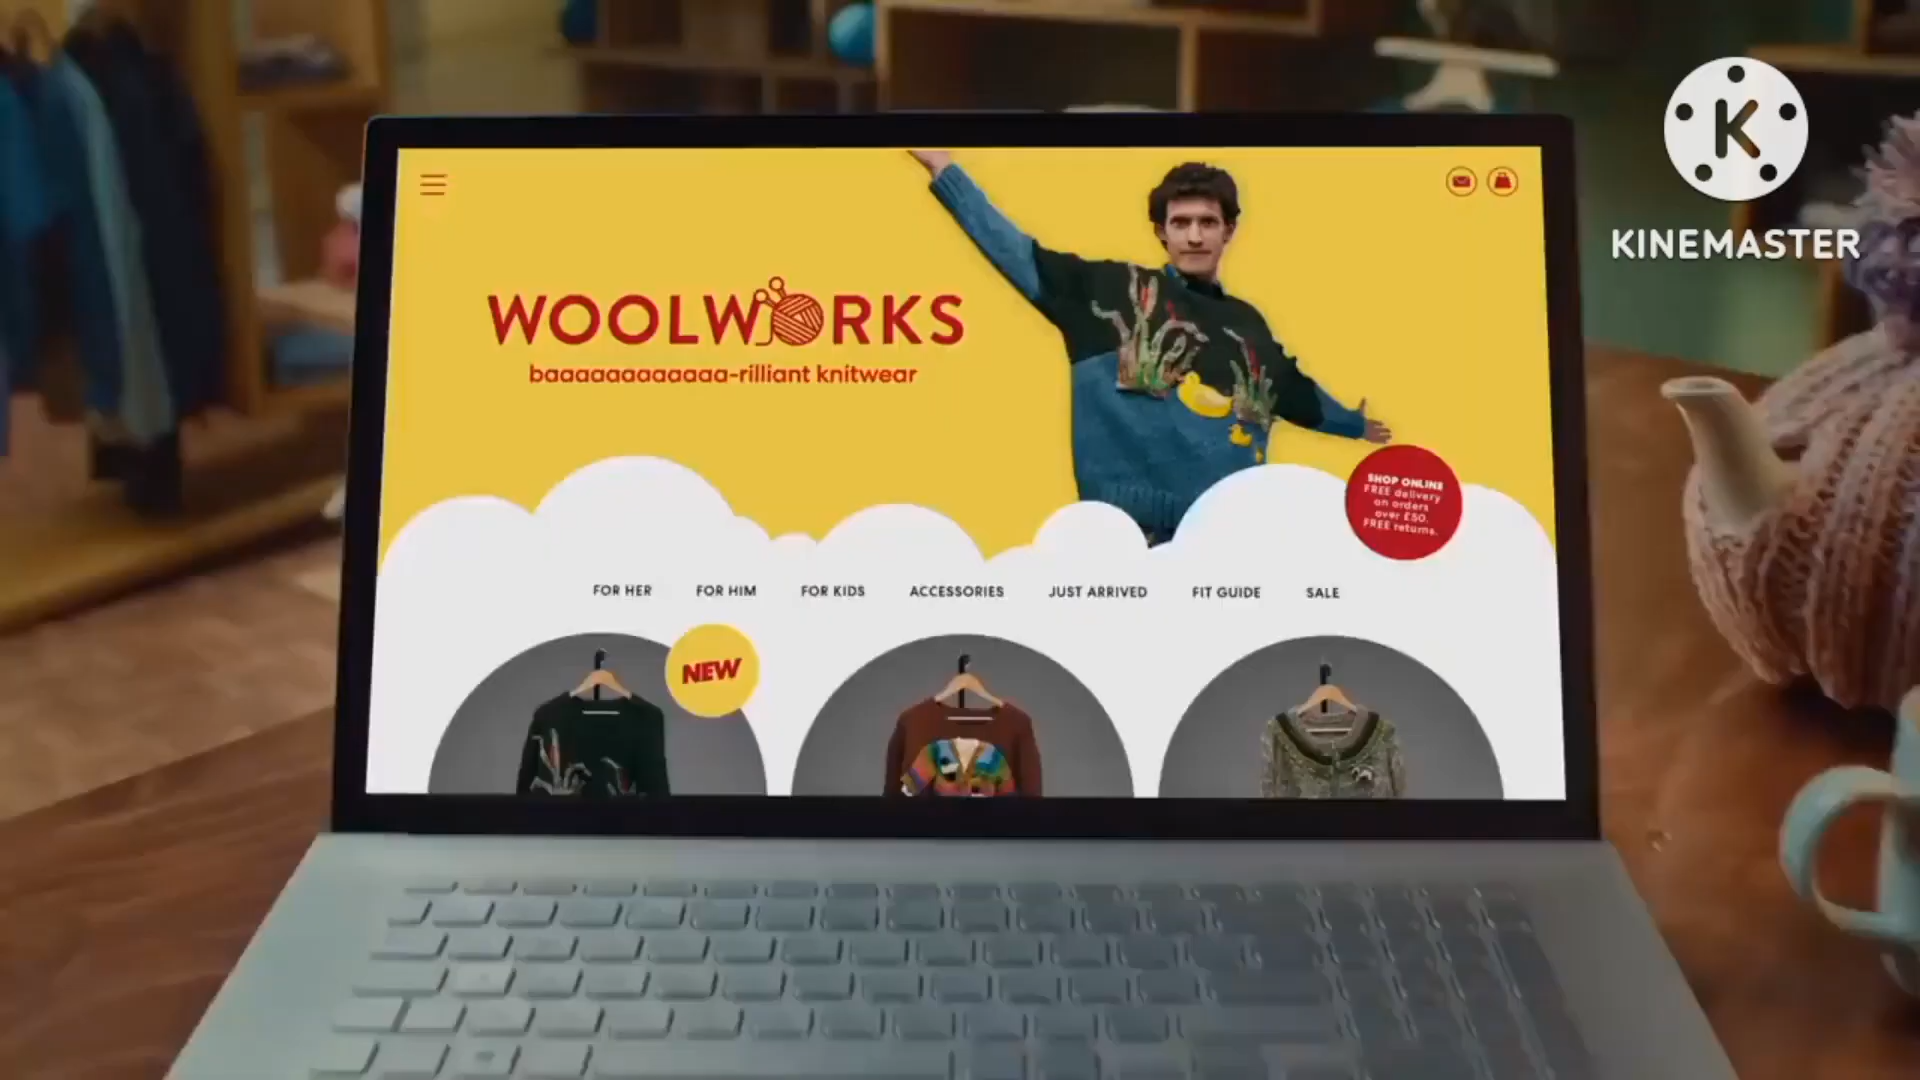 KINEMASTER
WOOLWORKS
baaaaaaaaaaaa-rilliant knitwear
SHOP ONLINE
FREE delivery
on orders
over £50.
FREE returns.
FOR HER FOR HIM FOR KIDS ACCESSORIES JUST ARRIVED FIT GUIDE SALE
NEW